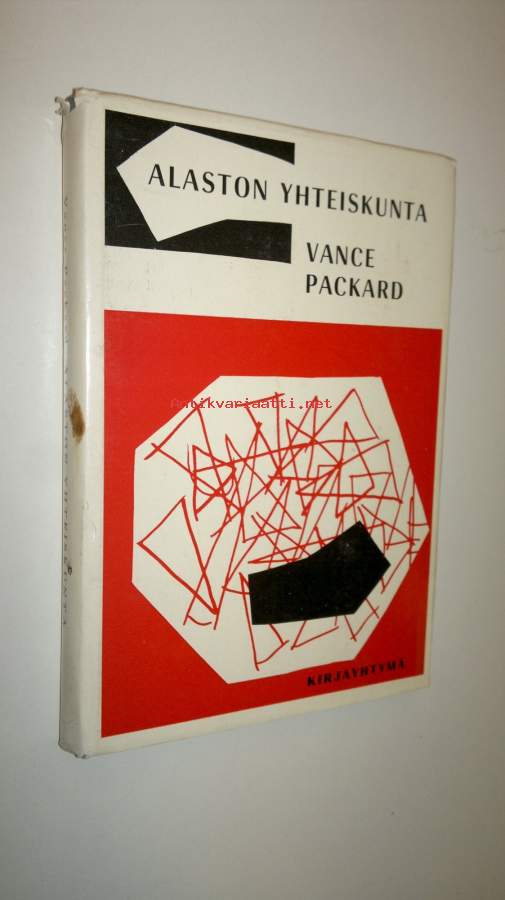 ALASTON YHTEISKUNTA
VANCE
PACKARD
Antikvariaatti.net
KIRJAYHTYMÄ